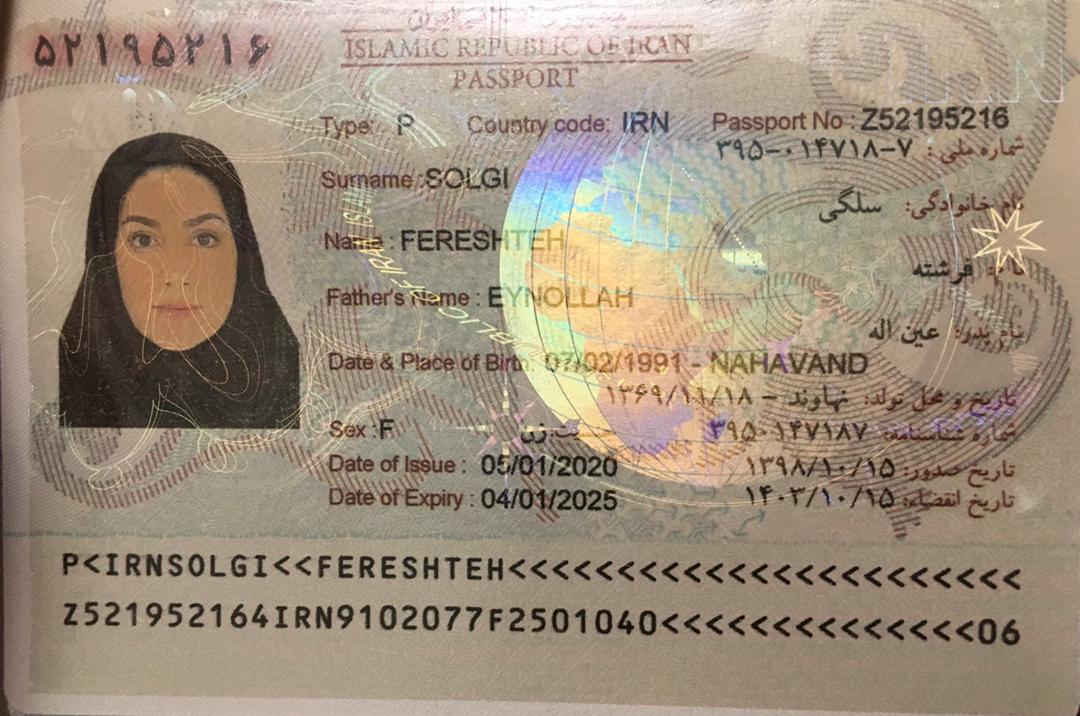 ۵۲۱۹۵۲۱۶
ISLAMIC REPUBLIC OF IRAN
PASSPORT
Type: P Country code: IRN Passport No : Z52195216
شماره ملی: ۳۹۵-۰۱۴۷۱۸-۷
Surname :SOLGI
نام خانوادگی: سلگی
Name : FERESHTEH
نام: فرشته
Father's Name : EYNOLLAH
نام پدر: عین اله
Date & Place of Birth: 07/02/1991 - NAHAVAND
تاریخ و محل تولد: نهاوند - ۱۳۶۹/۱۱/۱۸
Sex :F
زن
شماره شناسنامه: ۳۹۵۰۱۴۷۱۸۷
Date of Issue : 05/01/2020
تاریخ صدور: ۱۳۹۸/۱۰/۱۵
Date of Expiry : 04/01/2025
تاریخ انقضاء: ۱۴۰۳/۱۰/۱۵
P<IRNSOLGI<<FERESHTEH<<<<<<<<<<<<<<<<<<<<<<<
Z521952164IRN9102077F2501040<<<<<<<<<<<<<<06